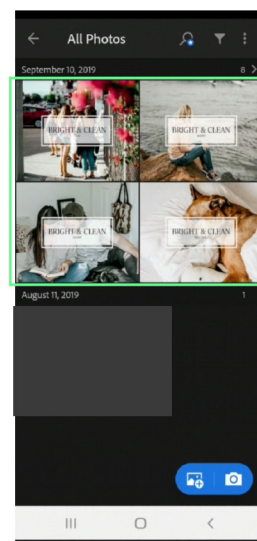 All Photos
September 10, 2019 8
BRIGHT & CLEAN BRIGHT & CLEAN
BRIGHT & CLEAN BRIGHT & CLEAN
August 11, 2019 1